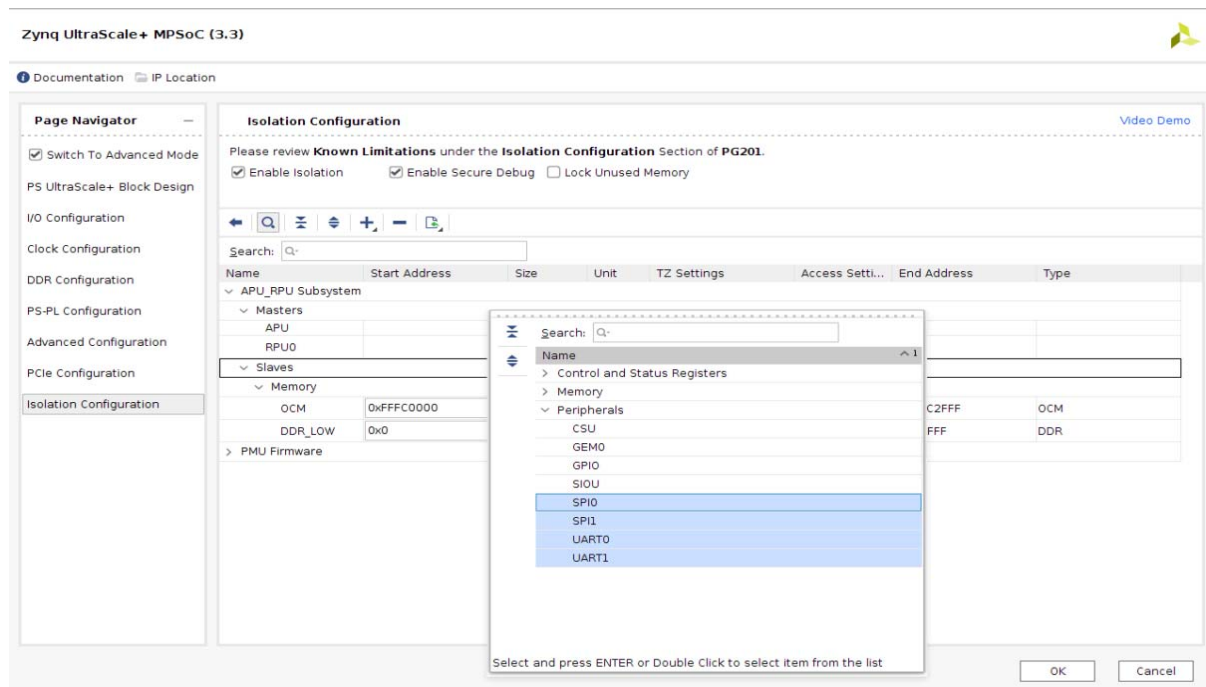 Zynq UltraScale+ MPSoC (3.3)
Documentation IP Location
Page Navigator
Switch To Advanced Mode
PS UltraScale+ Block Design
I/O Configuration
Clock Configuration
DDR Configuration
PS-PL Configuration
Advanced Configuration
PCIe Configuration
Isolation Configuration
Isolation Configuration Video Demo
Please review Known Limitations under the Isolation Configuration Section of PG201.
Enable Isolation Enable Secure Debug Lock Unused Memory
Search:
Name Start Address Size Unit TZ Settings Access Setti... End Address Type
APU_RPU Subsystem
Masters
APU
RPU0
Slaves
Memory
OCM 0xFFFC0000 C2FFF OCM
DDR_LOW 0x0 FFF DDR
PMU Firmware
Search:
Name 1
Control and Status Registers
Memory
Peripherals
CSU
GEM0
GPIO
SIOU
SPI0
SPI1
UART0
UART1
Select and press ENTER or Double Click to select item from the list
OK Cancel